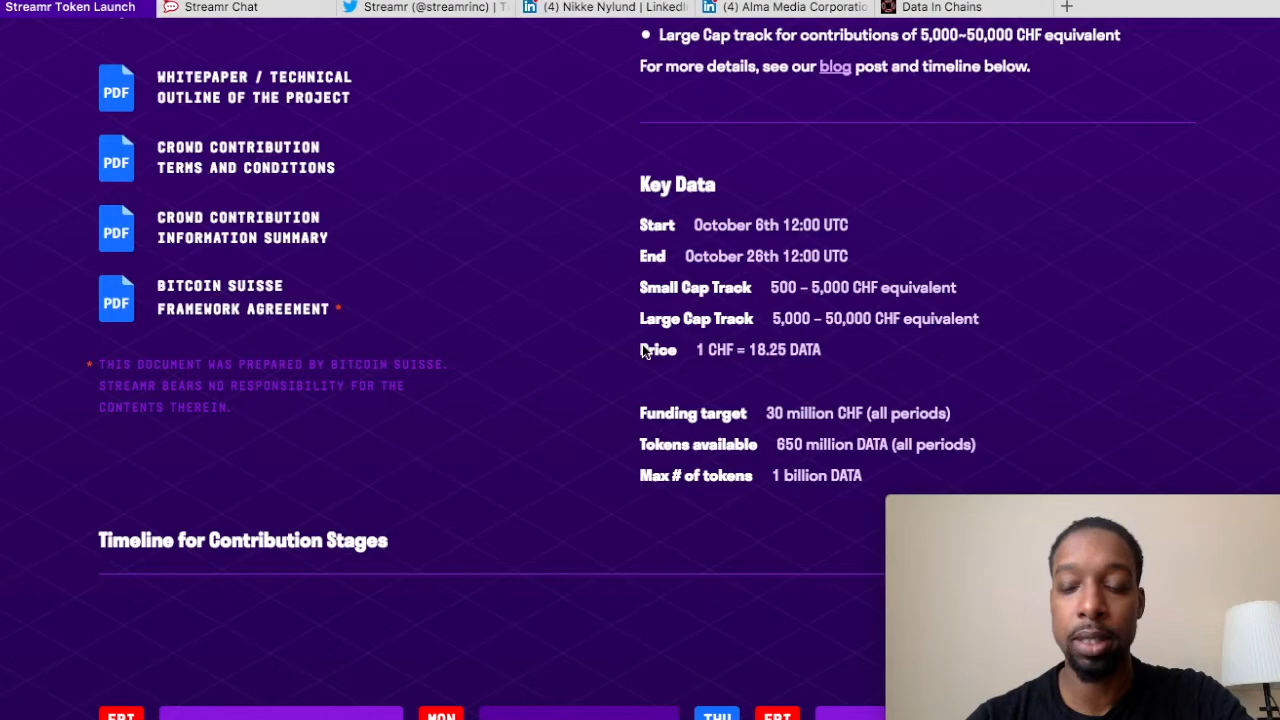 Streamr Token Launch
Streamr Chat
Streamr (@streamrinc) | T
(4) Nikke Nylund | LinkedI
(4) Alma Media Corporatio
Data In Chains
WHITEPAPER / TECHNICAL
OUTLINE OF THE PROJECT
PDF
CROWD CONTRIBUTION
TERMS AND CONDITIONS
PDF
CROWD CONTRIBUTION
INFORMATION SUMMARY
PDF
BITCOIN SUISSE
FRAMEWORK AGREEMENT *
PDF
* THIS DOCUMENT WAS PREPARED BY BITCOIN SUISSE.
STREAMR BEARS NO RESPONSIBILITY FOR THE
CONTENTS THEREIN.
• Large Cap track for contributions of 5,000~50,000 CHF equivalent
For more details, see our blog post and timeline below.
Key Data
Start October 6th 12:00 UTC
End October 26th 12:00 UTC
Small Cap Track 500 – 5,000 CHF equivalent
Large Cap Track 5,000 – 50,000 CHF equivalent
Price 1 CHF = 18.25 DATA
Funding target 30 million CHF (all periods)
Tokens available 650 million DATA (all periods)
Max # of tokens 1 billion DATA
Timeline for Contribution Stages
FRI
MON
THU
FRI